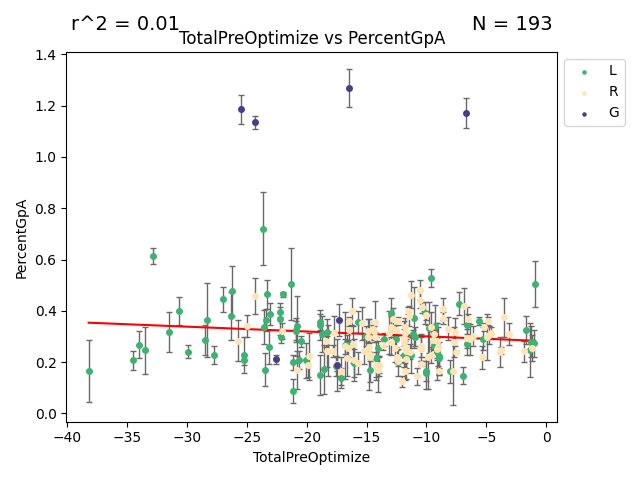 r^2 = 0.01
N = 193
TotalPreOptimize vs PercentGpA
1.4
1.2
1.0
0.8
0.6
0.4
0.2
0.0
PercentGpA
L
R
G
−40 −35 −30 −25 −20 −15 −10 −5 0
TotalPreOptimize